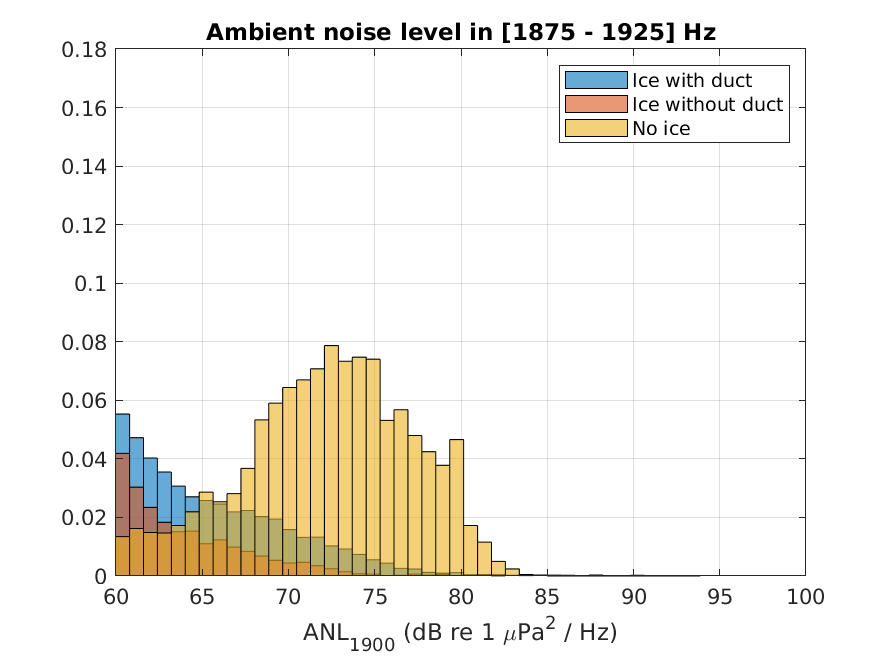 Ambient noise level in [1875 - 1925] Hz
0.18
0.16
0.14
0.12
0.1
0.08
0.06
0.04
0.02
0
Ice with duct
Ice without duct
No ice
60 65 70 75 80 85 90 95 100
ANL₁₉₀₀ (dB re 1 μPa² / Hz)